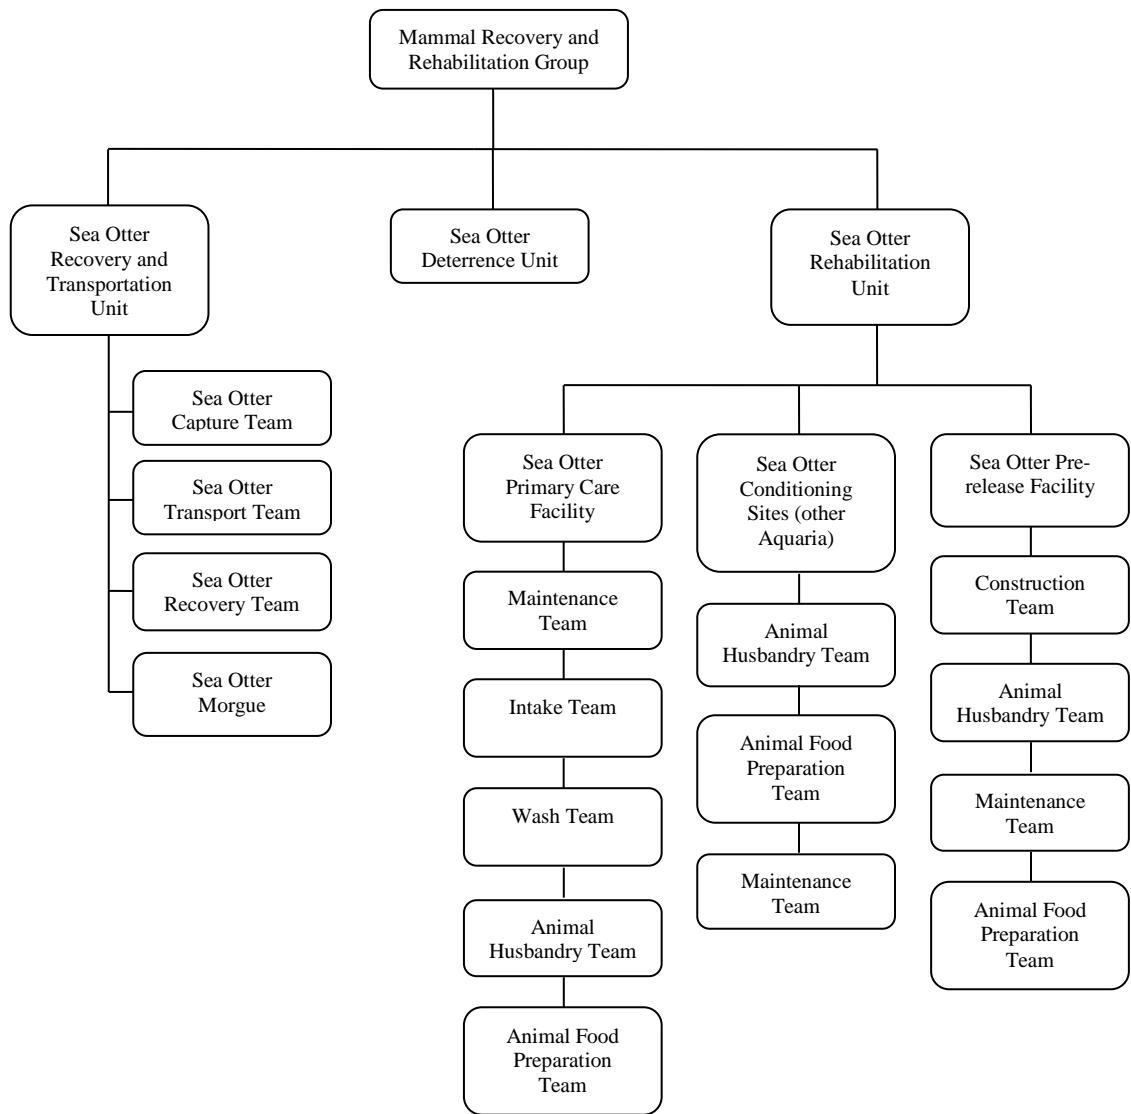 Mammal Recovery and
Rehabilitation Group
Sea Otter
Recovery and
Transportation
Unit
Sea Otter
Deterrence Unit
Sea Otter
Rehabilitation
Unit
Sea Otter
Capture Team
Sea Otter
Transport Team
Sea Otter
Recovery Team
Sea Otter
Morgue
Sea Otter
Primary Care
Facility
Maintenance
Team
Intake Team
Wash Team
Animal
Husbandry Team
Animal Food
Preparation
Team
Sea Otter
Conditioning
Sites (other
Aquaria)
Animal
Husbandry Team
Animal Food
Preparation
Team
Maintenance
Team
Sea Otter Pre-
release Facility
Construction
Team
Animal
Husbandry Team
Maintenance
Team
Animal Food
Preparation
Team